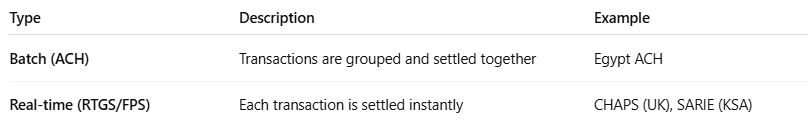 Type Description Example
Batch (ACH) Transactions are grouped and settled together Egypt ACH
Real-time (RTGS/FPS) Each transaction is settled instantly CHAPS (UK), SARIE (KSA)